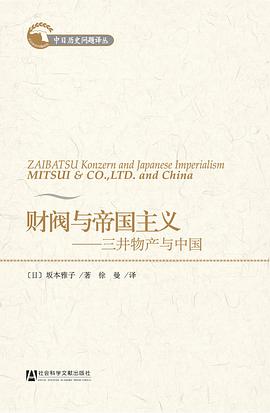 中日历史问题译丛
ZAIBATSU Konzern and Japanese Imperialism
MITSUI & CO.,LTD. and China
财阀与帝国主义
——三井物产与中国
〔日〕坂本雅子 / 著 徐 曼 / 译
社会科学文献出版社